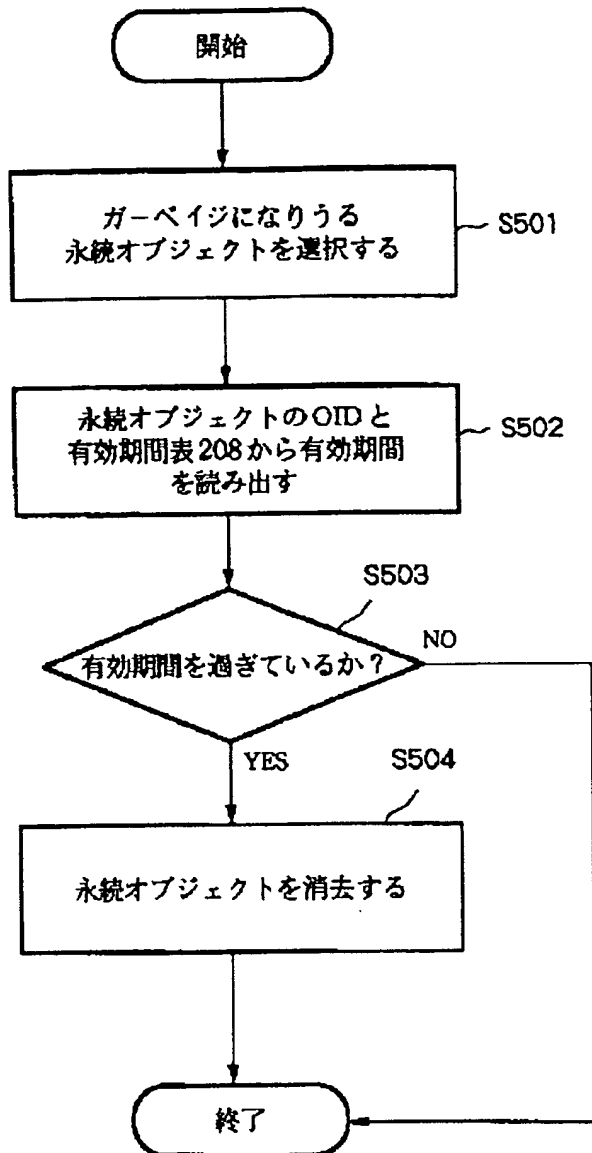 開始
ガーベイジになりうる
永続オブジェクトを選択する
S501
永続オブジェクトのOIDと
有効期間表208から有効期間
を読み出す
S502
S503
有効期間を過ぎているか？
NO
YES
S504
永続オブジェクトを消去する
終了